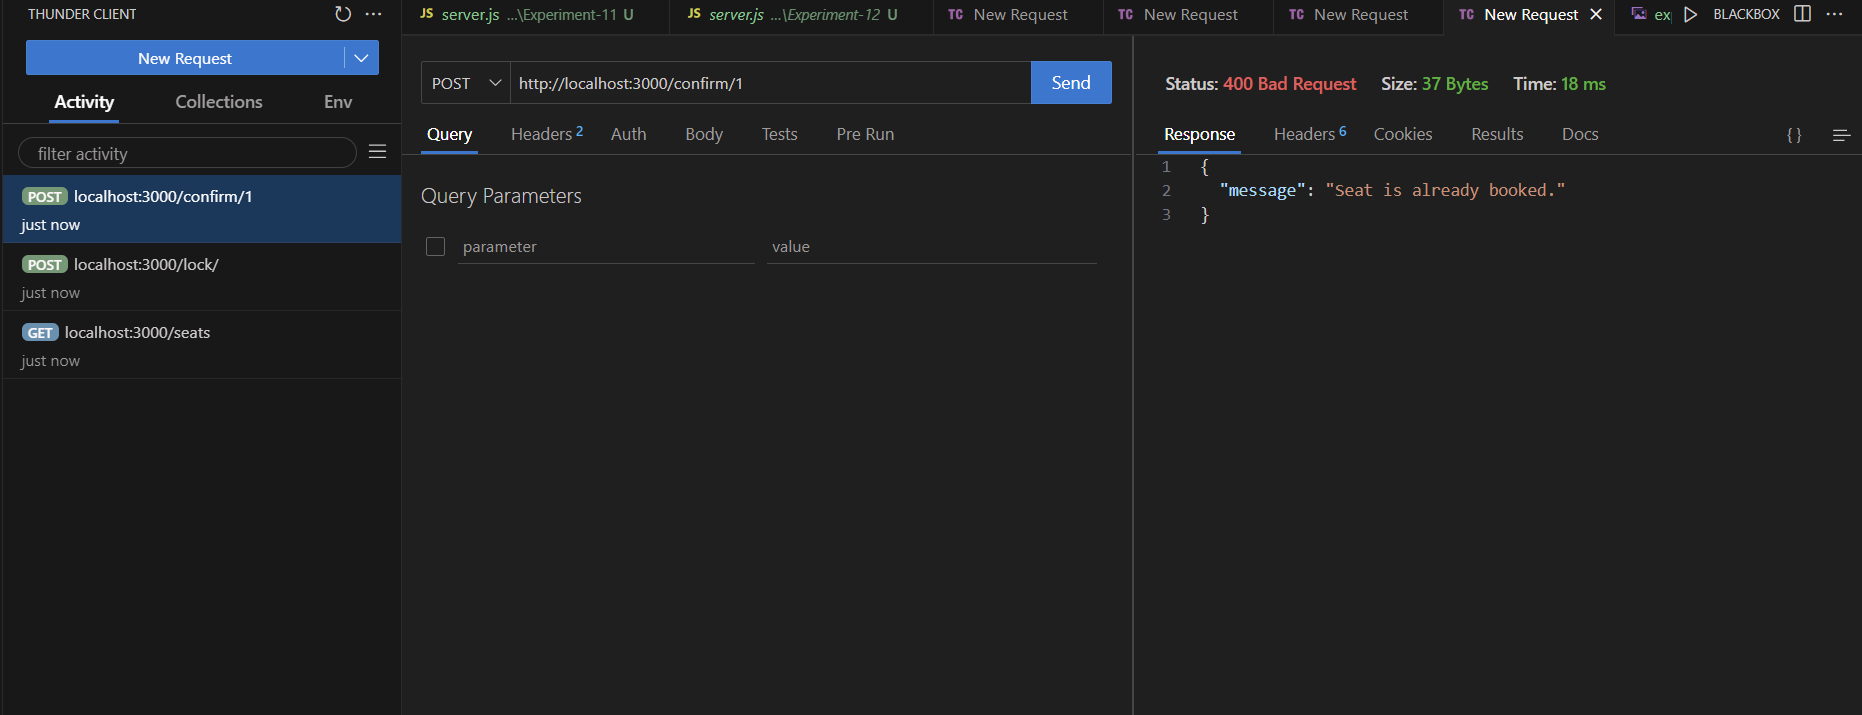 THUNDER CLIENT
New Request
Activity Collections Env
filter activity
POST localhost:3000/confirm/1
just now
POST localhost:3000/lock/
just now
GET localhost:3000/seats
just now
JS server.js ...\Experiment-11 U
JS server.js ...\Experiment-12 U
TC New Request
TC New Request
TC New Request
TC New Request
ex
BLACKBOX
POST http://localhost:3000/confirm/1 Send
Query Headers 2 Auth Body Tests Pre Run
Query Parameters
parameter value
Status: 400 Bad Request Size: 37 Bytes Time: 18 ms
Response Headers 6 Cookies Results Docs { }
1 {
2 "message": "Seat is already booked."
3 }